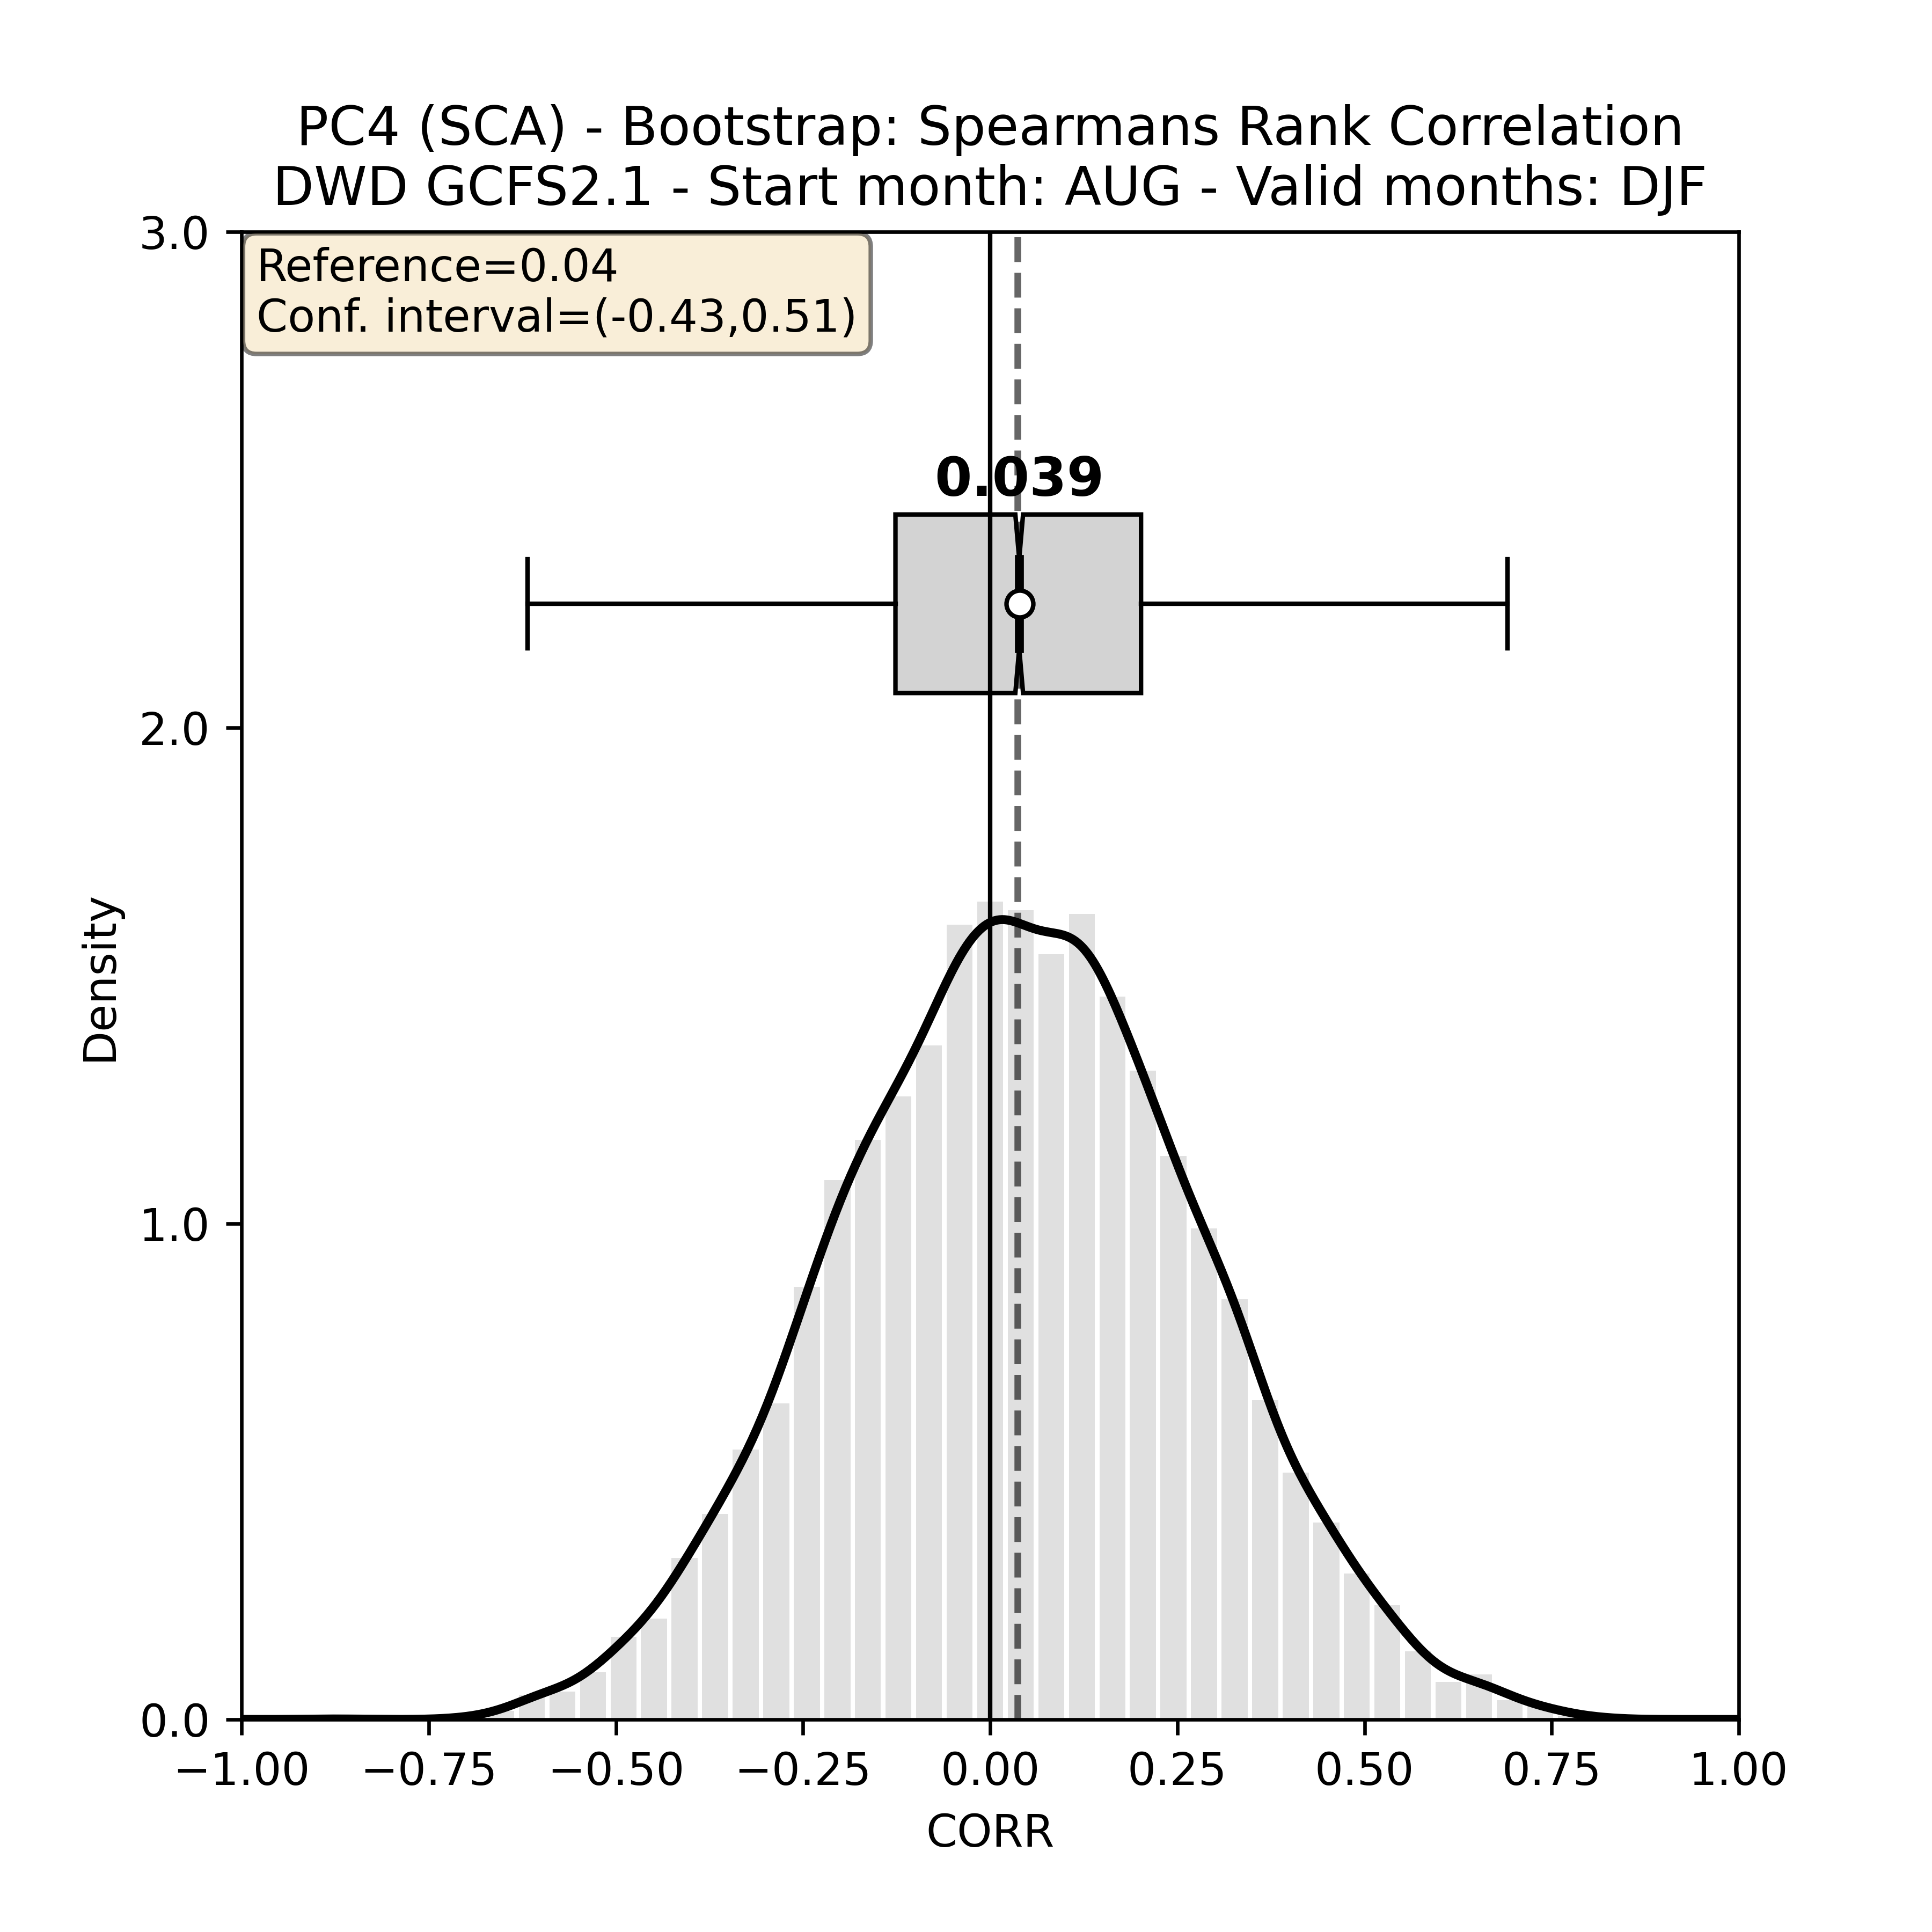 PC4 (SCA) - Bootstrap: Spearmans Rank Correlation
DWD GCFS2.1 - Start month: AUG - Valid months: DJF
3.0
Reference=0.04
Conf. interval=(-0.43,0.51)
0.039
2.0
Density
1.0
0.0
−1.00 −0.75 −0.50 −0.25 0.00 0.25 0.50 0.75 1.00
CORR